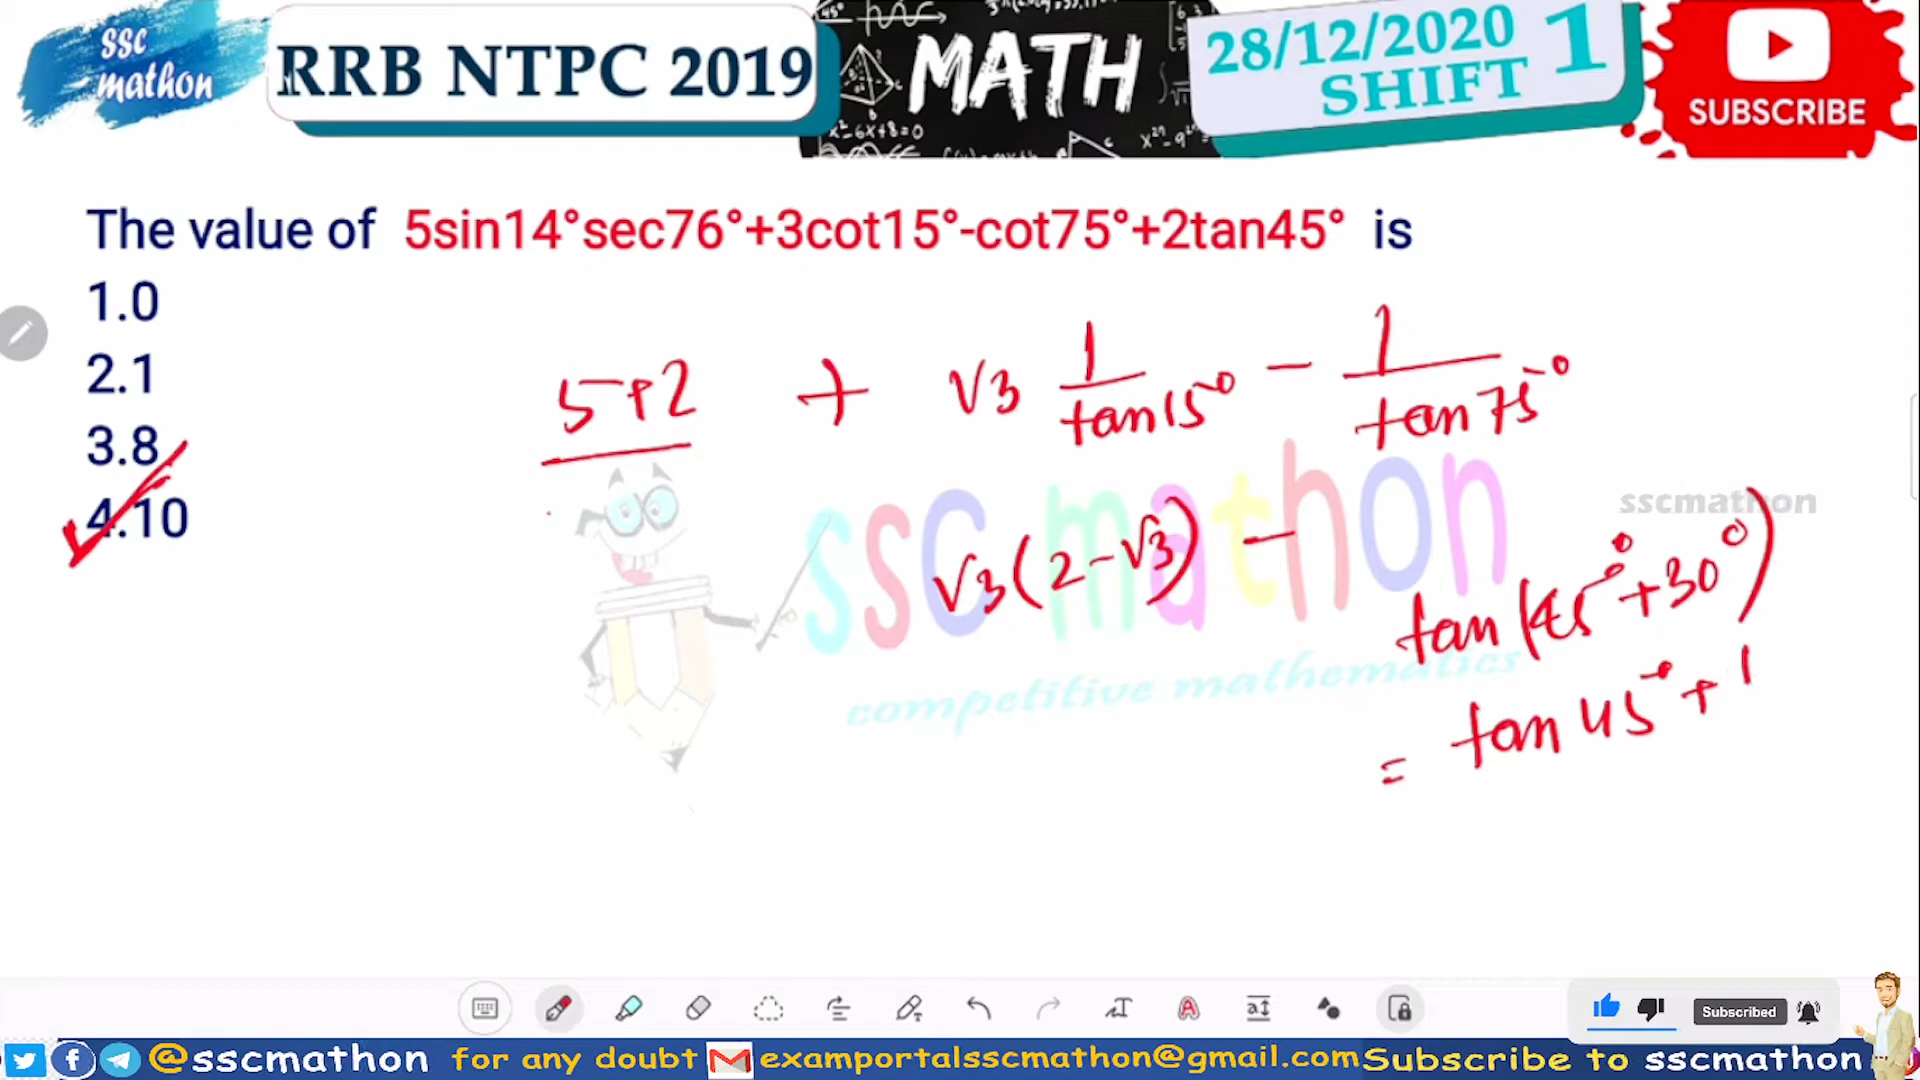 ssc
mathon
RRB NTPC 2019
MATH
28/12/2020
SHIFT 1
SUBSCRIBE
The value of 5sin14°sec76°+3cot15°-cot75°+2tan45° is
1.0
2.1
3.8
4.10
5+2 + √3 1/tan15° - 1/tan75°
√3(2-√3) -
tan(45°+30°)
= tan45°+1
ssc mathon
competitive mathematics
sscmathon
Subscribed
@sscmathon for any doubt examportalsscmathon@gmail.com Subscribe to sscmathon